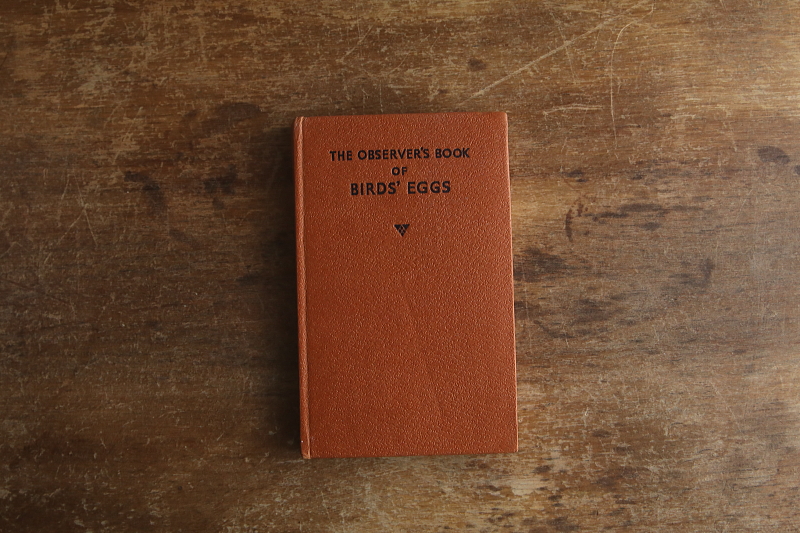 THE OBSERVER'S BOOK
OF
BIRDS' EGGS